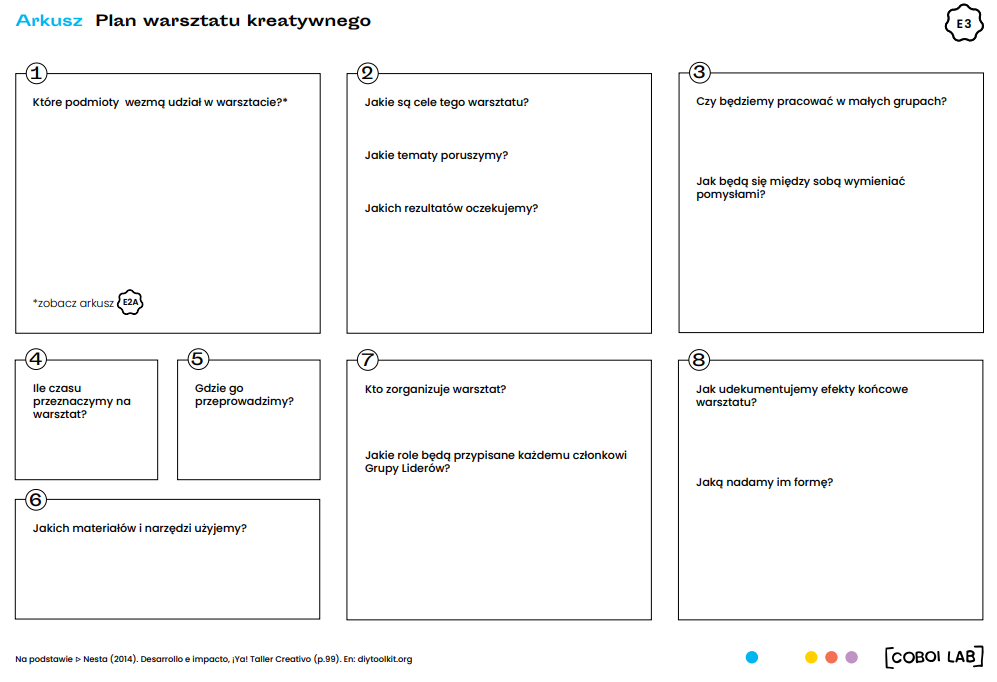 Arkusz Plan warsztatu kreatywnego
E3
1
Które podmioty wezmą udział w warsztacie?*
*zobacz arkusz E2A
2
Jakie są cele tego warsztatu?
Jakie tematy poruszymy?
Jakich rezultatów oczekujemy?
3
Czy będziemy pracować w małych grupach?
Jak będą się między sobą wymieniać
pomysłami?
4
Ile czasu
przeznaczymy na
warsztat?
5
Gdzie go
przeprowadzimy?
6
Jakich materiałów i narzędzi użyjemy?
7
Kto zorganizuje warsztat?
Jakie role będą przypisane każdemu członkowi
Grupy Liderów?
8
Jak udekumentujemy efekty końcowe
warsztatu?
Jaką nadamy im formę?
Na podstawie ▷ Nesta (2014). Desarrollo e impacto, ¡Ya! Taller Creativo (p.99). En: diytoolkit.org
[COBOI LAB]